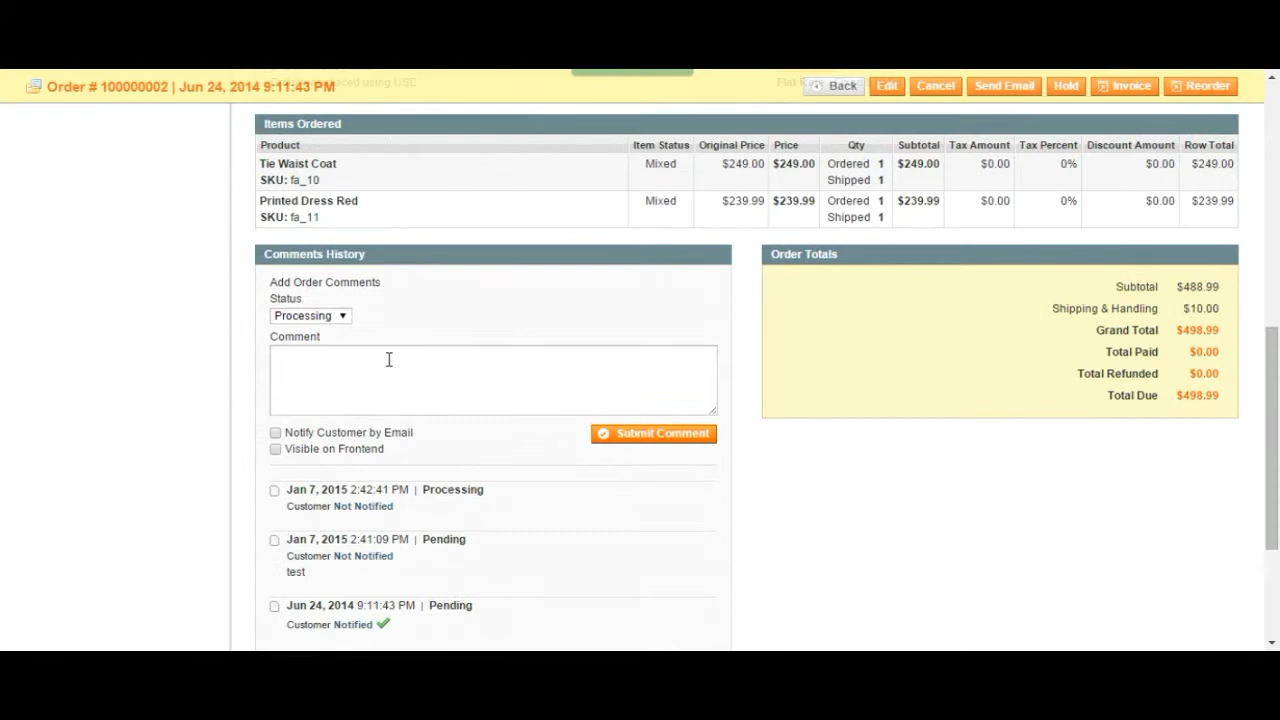 Order # 100000002 | Jun 24, 2014 9:11:43 PM Back Edit Cancel Send Email Hold Invoice Reorder
Items Ordered
Product Item Status Original Price Price Qty Subtotal Tax Amount Tax Percent Discount Amount Row Total
Tie Waist Coat Mixed $249.00 $249.00 Ordered 1 $249.00 $0.00 0% $0.00 $249.00
SKU: fa_10 Shipped 1
Printed Dress Red Mixed $239.99 $239.99 Ordered 1 $239.99 $0.00 0% $0.00 $239.99
SKU: fa_11 Shipped 1
Comments History
Add Order Comments
Status
Processing
Comment
Notify Customer by Email
Submit Comment
Visible on Frontend
Jan 7, 2015 2:42:41 PM | Processing
Customer Not Notified
Jan 7, 2015 2:41:09 PM | Pending
Customer Not Notified
test
Jun 24, 2014 9:11:43 PM | Pending
Customer Notified
Order Totals
Subtotal $488.99
Shipping & Handling $10.00
Grand Total $498.99
Total Paid $0.00
Total Refunded $0.00
Total Due $498.99